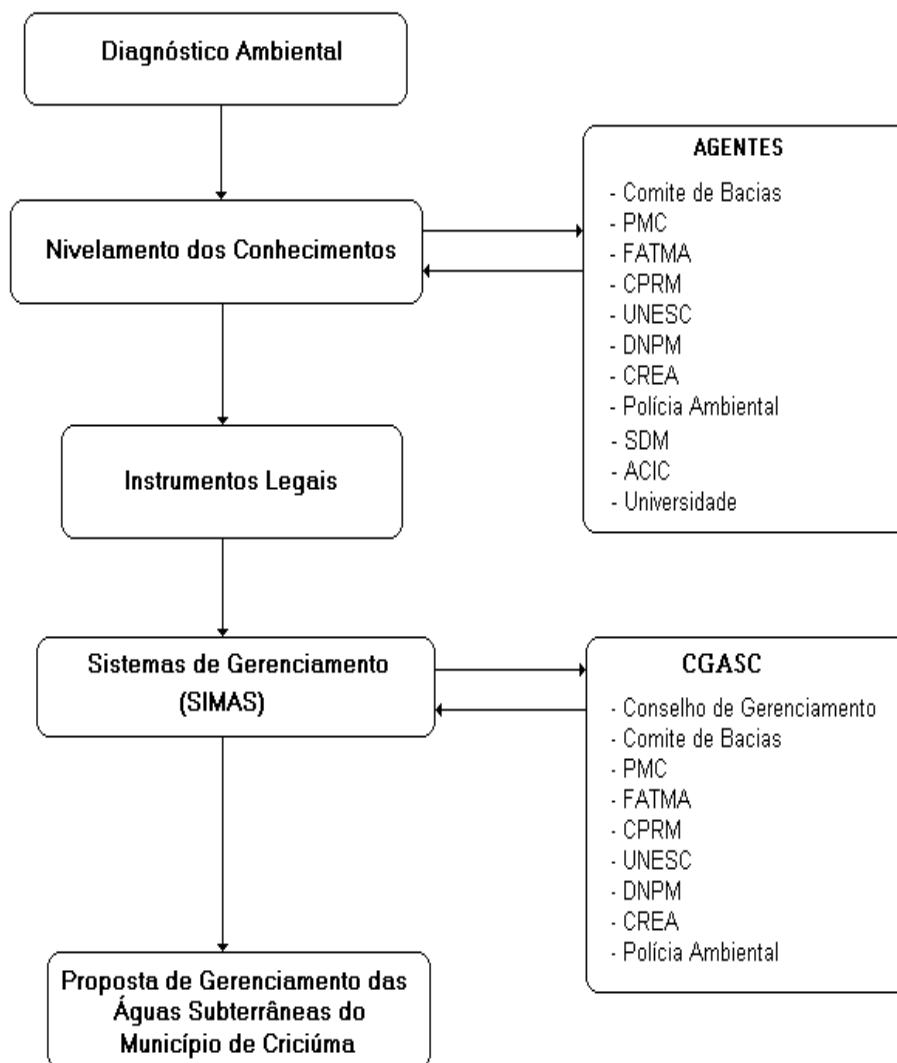 Diagnóstico Ambiental
Nivelamento dos Conhecimentos
AGENTES
- Comite de Bacias
- PMC
- FATMA
- CPRM
- UNESC
- DNPM
- CREA
- Polícia Ambiental
- SDM
- ACIC
- Universidade
Instrumentos Legais
Sistemas de Gerenciamento
(SIMAS)
CGASC
- Conselho de Gerenciamento
- Comite de Bacias
- PMC
- FATMA
- CPRM
- UNESC
- DNPM
- CREA
- Polícia Ambiental
Proposta de Gerenciamento das
Águas Subterrâneas do
Município de Criciúma